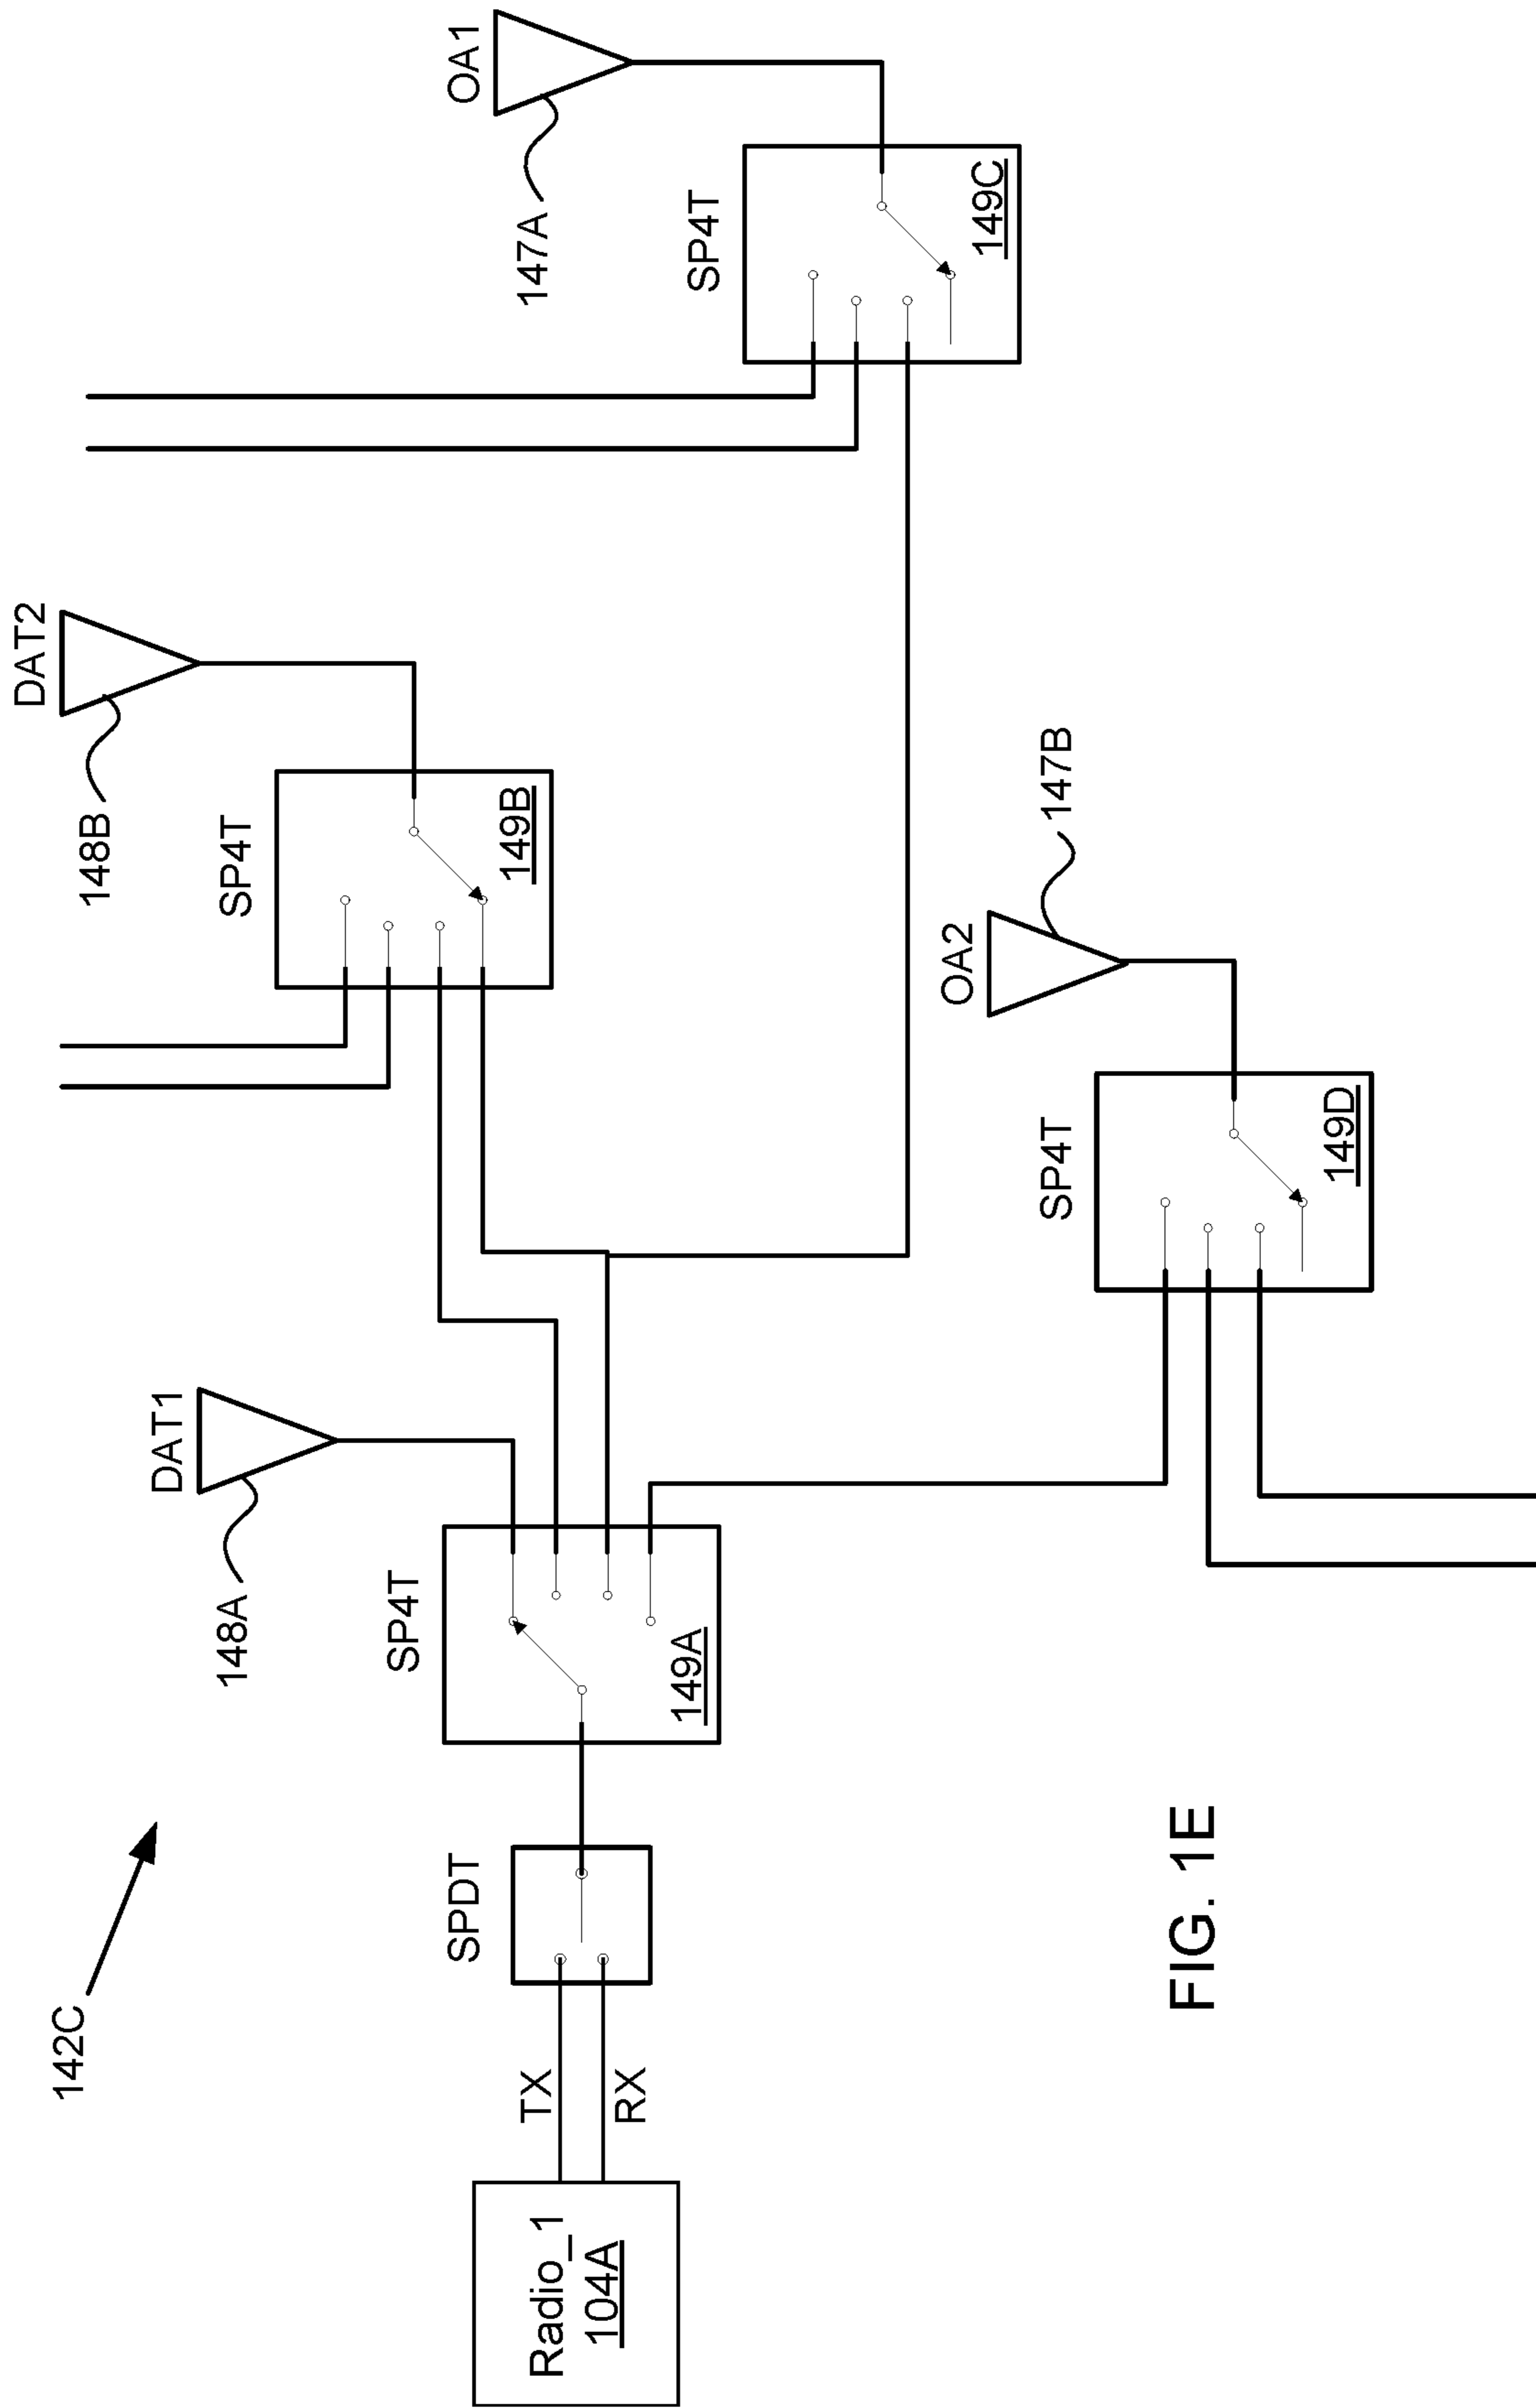 142C
Radio_1
104A
TX
RX
SPDT
SP4T
149A
148A
DAT1
SP4T
149B
148B
DAT2
SP4T
149D
OA2
147B
SP4T
149C
147A
OA1
FIG. 1E